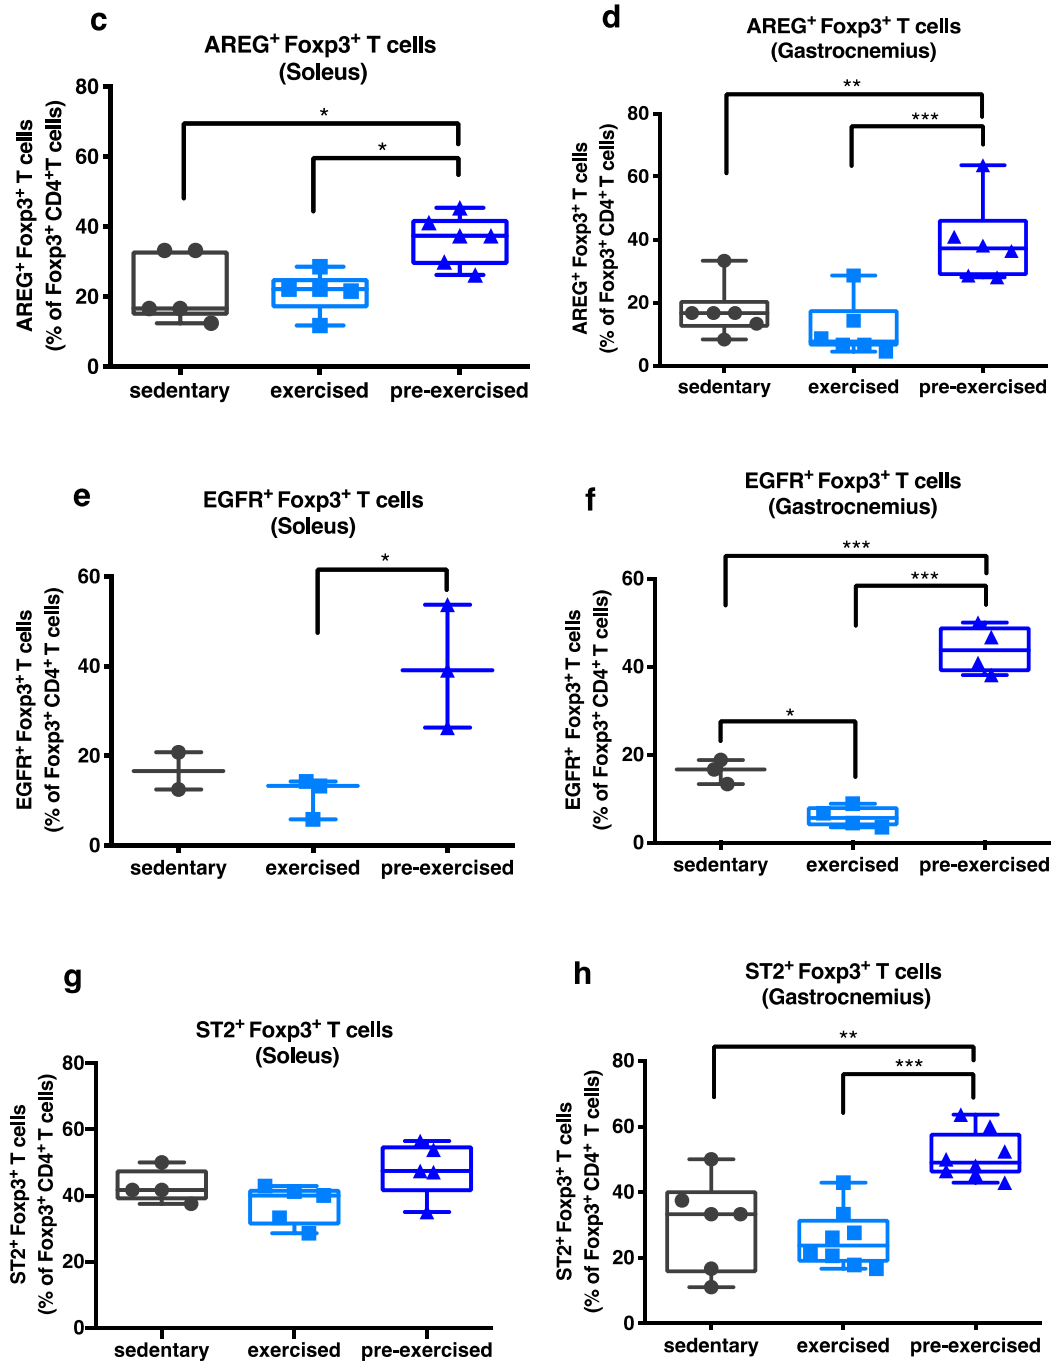 c
AREG⁺ Foxp3⁺ T cells
(Soleus)
AREG⁺ Foxp3⁺ T cells
(% of Foxp3⁺ CD4⁺T cells)
80
60
40
20
0
*
*
sedentary exercised pre-exercised
d
AREG⁺ Foxp3⁺ T cells
(Gastrocnemius)
AREG⁺ Foxp3⁺ T cells
(% of Foxp3⁺ CD4⁺ T cells)
80
60
40
20
0
**
***
sedentary exercised pre-exercised
e
EGFR⁺ Foxp3⁺ T cells
(Soleus)
EGFR⁺ Foxp3⁺ T cells
(% of Foxp3⁺ CD4⁺ T cells)
60
40
20
0
*
sedentary exercised pre-exercised
f
EGFR⁺ Foxp3⁺ T cells
(Gastrocnemius)
EGFR⁺ Foxp3⁺ T cells
(% of Foxp3⁺ CD4⁺ T cells)
60
40
20
0
***
***
*
sedentary exercised pre-exercised
g
ST2⁺ Foxp3⁺ T cells
(Soleus)
ST2⁺ Foxp3⁺ T cells
(% of Foxp3⁺ CD4⁺ T cells)
80
60
40
20
0
sedentary exercised pre-exercised
h
ST2⁺ Foxp3⁺ T cells
(Gastrocnemius)
ST2⁺ Foxp3⁺ T cells
(% of Foxp3⁺ CD4⁺ T cells)
80
60
40
20
0
**
***
sedentary exercised pre-exercised